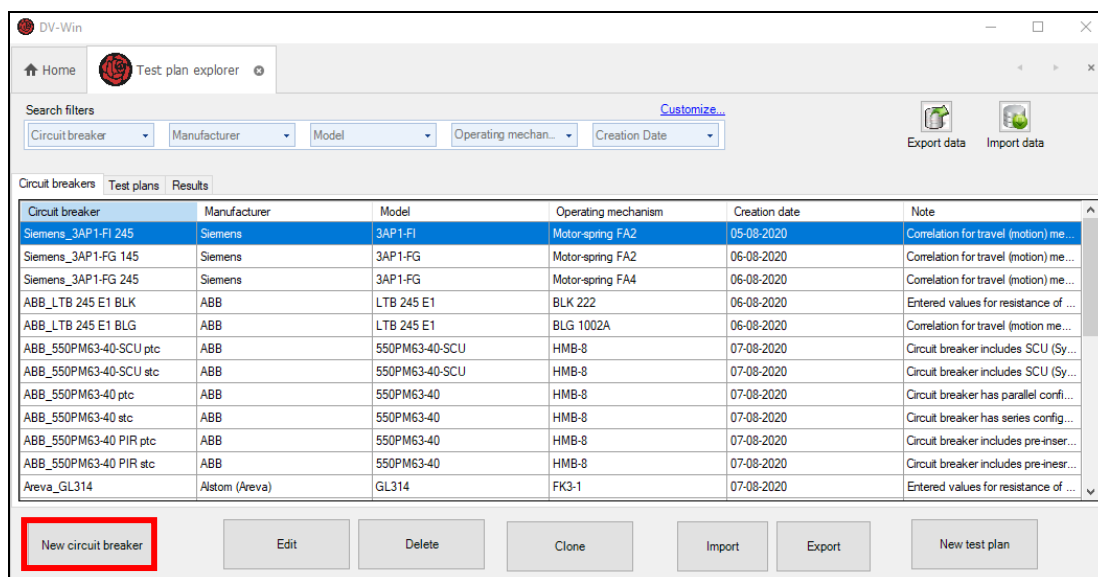 DV-Win
Home Test plan explorer
Search filters Customize...
Circuit breaker Manufacturer Model Operating mechan... Creation Date
Export data Import data
Circuit breakers Test plans Results
Circuit breaker Manufacturer Model Operating mechanism Creation date Note
Siemens_3AP1-FI 245 Siemens 3AP1-FI Motor-spring FA2 05-08-2020 Correlation for travel (motion) me...
Siemens_3AP1-FG 145 Siemens 3AP1-FG Motor-spring FA2 06-08-2020 Correlation for travel (motion) me...
Siemens_3AP1-FG 245 Siemens 3AP1-FG Motor-spring FA4 06-08-2020 Correlation for travel (motion) me...
ABB_LTB 245 E1 BLK ABB LTB 245 E1 BLK 222 06-08-2020 Entered values for resistance of ...
ABB_LTB 245 E1 BLG ABB LTB 245 E1 BLG 1002A 06-08-2020 Correlation for travel (motion me...
ABB_550PM63-40-SCU ptc ABB 550PM63-40-SCU HMB-8 07-08-2020 Circuit breaker includes SCU (Sy...
ABB_550PM63-40-SCU stc ABB 550PM63-40-SCU HMB-8 07-08-2020 Circuit breaker includes SCU (Sy...
ABB_550PM63-40 ptc ABB 550PM63-40 HMB-8 07-08-2020 Circuit breaker has parallel confi...
ABB_550PM63-40 stc ABB 550PM63-40 HMB-8 07-08-2020 Circuit breaker has series config...
ABB_550PM63-40 PIR ptc ABB 550PM63-40 HMB-8 07-08-2020 Circuit breaker includes pre-inser...
ABB_550PM63-40 PIR stc ABB 550PM63-40 HMB-8 07-08-2020 Circuit breaker includes pre-inesr...
Areva_GL314 Alstom (Areva) GL314 FK3-1 07-08-2020 Entered values for resistance of ...
New circuit breaker Edit Delete Clone Import Export New test plan